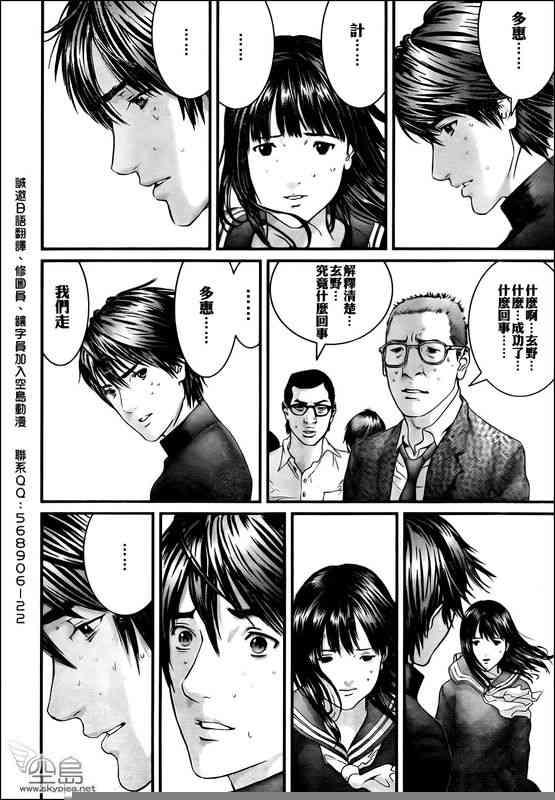 多惠……
計……
……
……
什麼啊…玄野…
什麼…成功了…
什麼回事……
解釋清楚…
玄野…
究竟什麼回事
……
多惠……
我們走
誠邀日語翻譯、修圖員、鑲字員加入空島動漫 聯系QQ:568906122
空島
www.skypiea.net